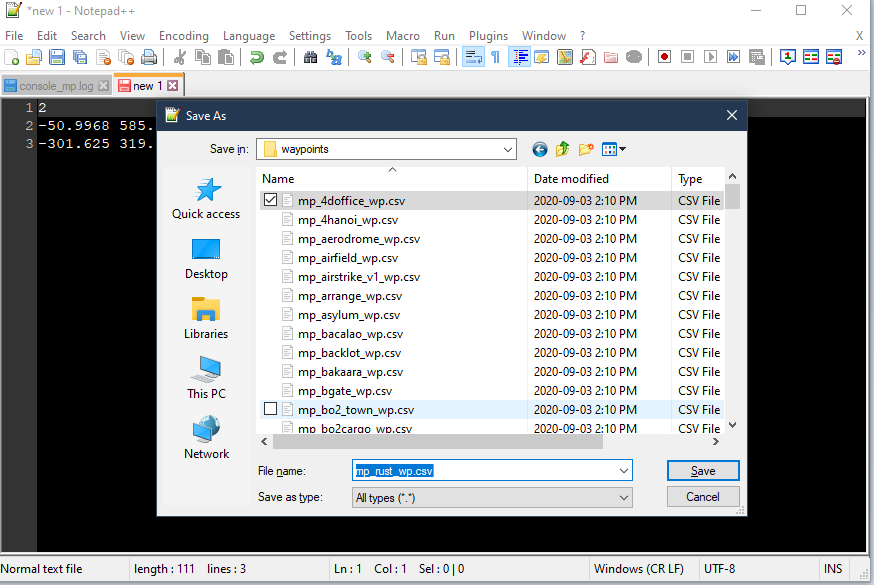 *new 1 - Notepad++
File Edit Search View Encoding Language Settings Tools Macro Run Plugins Window ? X
console_mp.log new 1
1 2
2 -50.9968 585.
3 -301.625 319.
Save As
Save in: waypoints
Name Date modified Type
Quick access
Desktop
Libraries
This PC
Network
mp_4doffice_wp.csv 2020-09-03 2:10 PM CSV File
mp_4hanoi_wp.csv 2020-09-03 2:10 PM CSV File
mp_aerodrome_wp.csv 2020-09-03 2:10 PM CSV File
mp_airfield_wp.csv 2020-09-03 2:10 PM CSV File
mp_airstrike_v1_wp.csv 2020-09-03 2:10 PM CSV File
mp_arrange_wp.csv 2020-09-03 2:10 PM CSV File
mp_asylum_wp.csv 2020-09-03 2:10 PM CSV File
mp_bacalao_wp.csv 2020-09-03 2:10 PM CSV File
mp_backlot_wp.csv 2020-09-03 2:10 PM CSV File
mp_bakaara_wp.csv 2020-09-03 2:10 PM CSV File
mp_bgate_wp.csv 2020-09-03 2:10 PM CSV File
mp_bo2_town_wp.csv 2020-09-03 2:10 PM CSV File
mp_bo2cargo_wp.csv 2020-09-03 2:10 PM CSV File
File name: mp_rust_wp.csv Save
Save as type: All types (*.*) Cancel
Normal text file length : 111 lines : 3 Ln : 1 Col : 1 Sel : 0 | 0 Windows (CR LF) UTF-8 INS